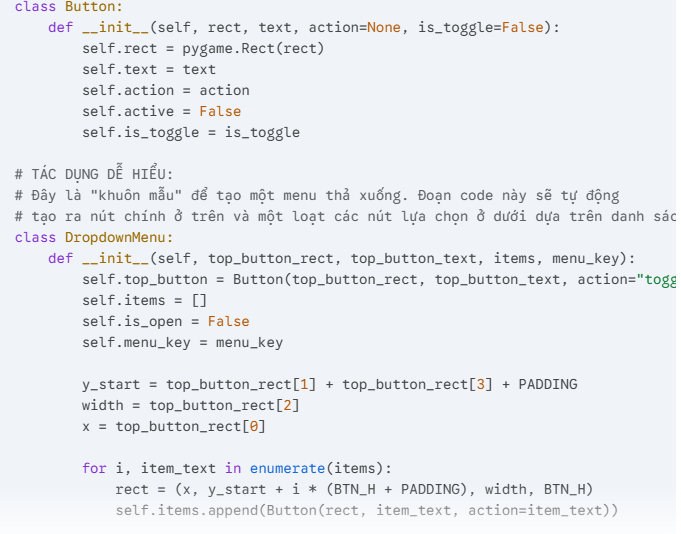 class Button:
    def __init__(self, rect, text, action=None, is_toggle=False):
        self.rect = pygame.Rect(rect)
        self.text = text
        self.action = action
        self.active = False
        self.is_toggle = is_toggle

# TÁC DỤNG DỄ HIỂU:
# Đây là "khuôn mẫu" để tạo một menu thả xuống. Đoạn code này sẽ tự động
# tạo ra nút chính ở trên và một loạt các nút lựa chọn ở dưới dựa trên danh sác
class DropdownMenu:
    def __init__(self, top_button_rect, top_button_text, items, menu_key):
        self.top_button = Button(top_button_rect, top_button_text, action="togg
        self.items = []
        self.is_open = False
        self.menu_key = menu_key

        y_start = top_button_rect[1] + top_button_rect[3] + PADDING
        width = top_button_rect[2]
        x = top_button_rect[0]

        for i, item_text in enumerate(items):
            rect = (x, y_start + i * (BTN_H + PADDING), width, BTN_H)
            self.items.append(Button(rect, item_text, action=item_text))